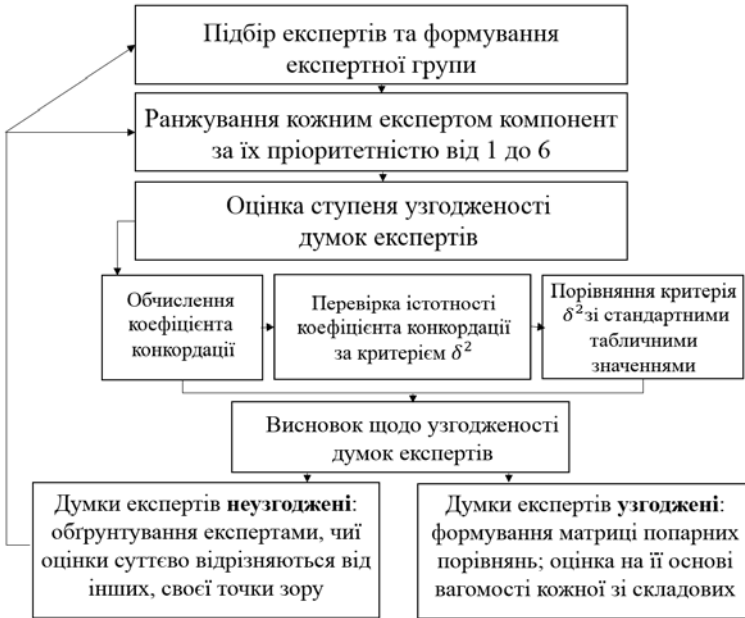 Підбір експертів та формування
експертної групи
Ранжування кожним експертом компонент
за їх пріоритетністю від 1 до 6
Оцінка ступеня узгодженості
думок експертів
Обчислення
коефіцієнта
конкордації
Перевірка істотності
коефіцієнта конкордації
за критерієм δ²
Порівняння критерія
δ² зі стандартними
табличними
значеннями
Висновок щодо узгодженості
думок експертів
Думки експертів неузгоджені:
обґрунтування експертами, чиї
оцінки суттєво відрізняються від
інших, своєї точки зору
Думки експертів узгоджені:
формування матриці попарних
порівнянь; оцінка на її основі
вагомості кожної зі складових